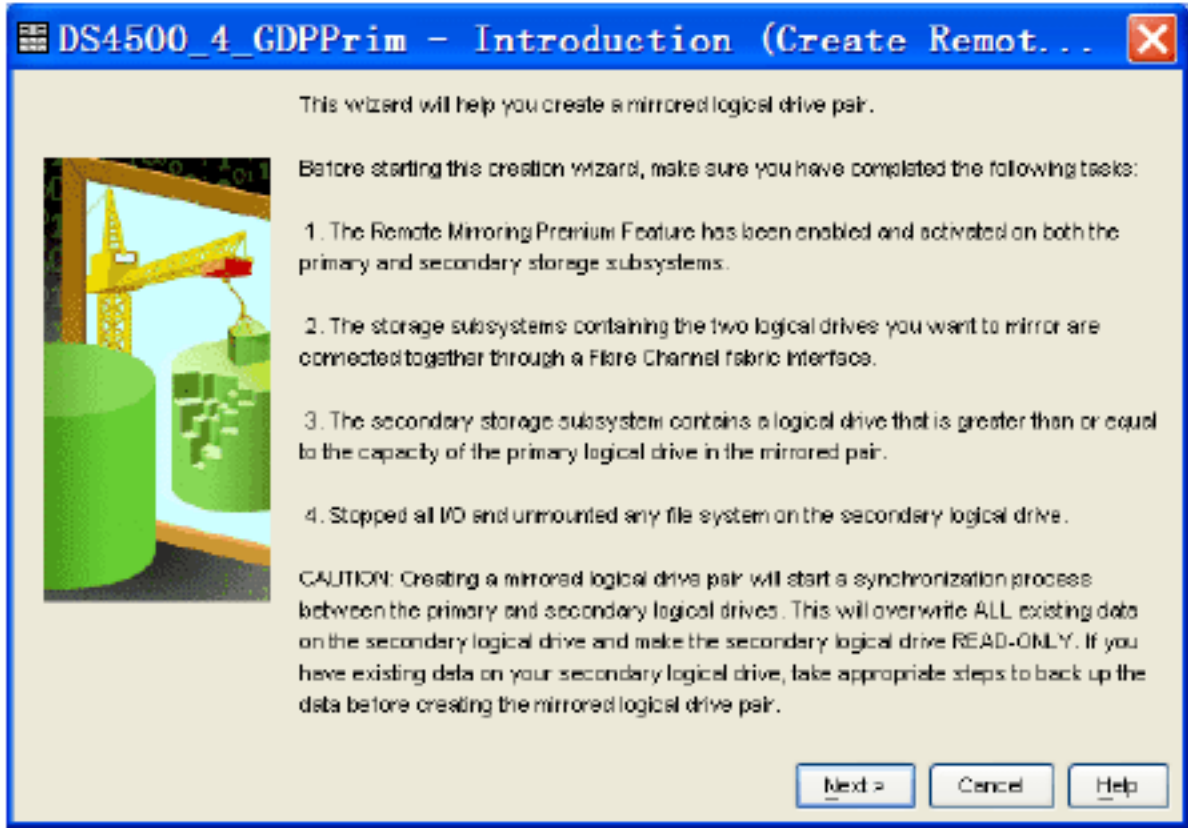 DS4500_4_GDPPrim - Introduction (Create Remot...
This wizard will help you create a mirrored logical drive pair.
Before starting this creation wizard, make sure you have completed the following tasks:
1. The Remote Mirroring Premium Feature has been enabled and activated on both the
primary and secondary storage subsystems.
2. The storage subsystems containing the two logical drives you want to mirror are
connected together through a Fibre Channel fabric interface.
3. The secondary storage subsystem contains a logical drive that is greater than or equal
to the capacity of the primary logical drive in the mirrored pair.
4. Stopped all I/O and unmounted any file system on the secondary logical drive.
CAUTION: Creating a mirrored logical drive pair will start a synchronization process
between the primary and secondary logical drives. This will overwrite ALL existing data
on the secondary logical drive and make the secondary logical drive READ-ONLY. If you
have existing data on your secondary logical drive, take appropriate steps to back up the
data before creating the mirrored logical drive pair.
Next > Cancel Help